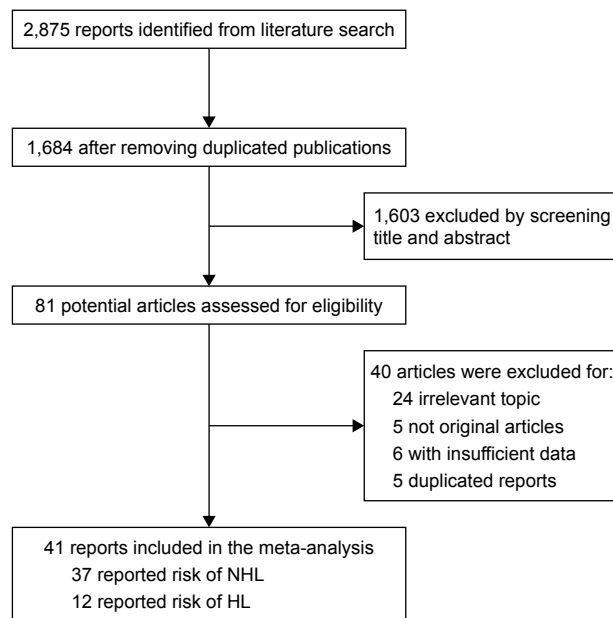 2,875 reports identified from literature search
1,684 after removing duplicated publications
1,603 excluded by screening
title and abstract
81 potential articles assessed for eligibility
40 articles were excluded for:
24 irrelevant topic
5 not original articles
6 with insufficient data
5 duplicated reports
41 reports included in the meta-analysis
37 reported risk of NHL
12 reported risk of HL